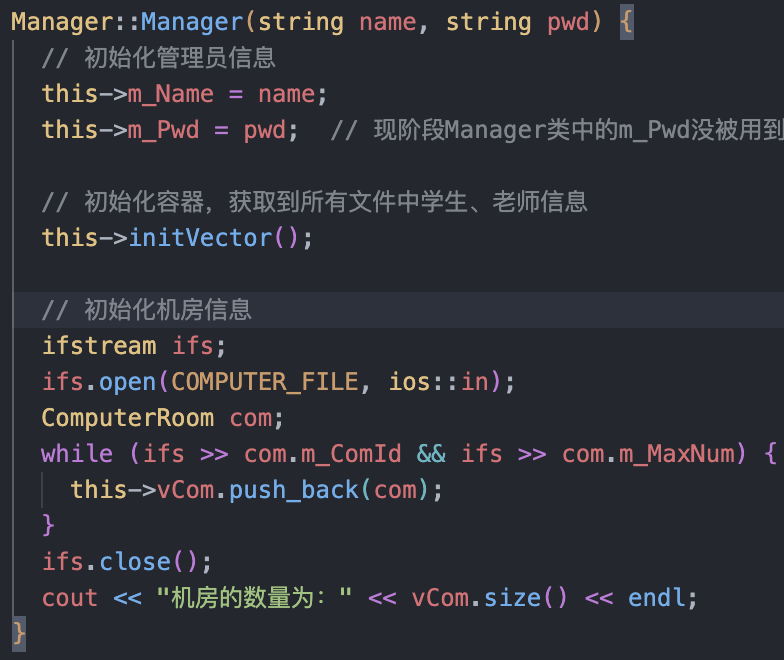 Manager::Manager(string name, string pwd) {
// 初始化管理员信息
this->m_Name = name;
this->m_Pwd = pwd;  // 现阶段Manager类中的m_Pwd没被用到
// 初始化容器，获取到所有文件中学生、老师信息
this->initVector();
// 初始化机房信息
ifstream ifs;
ifs.open(COMPUTER_FILE, ios::in);
ComputerRoom com;
while (ifs >> com.m_ComId && ifs >> com.m_MaxNum) {
this->vCom.push_back(com);
}
ifs.close();
cout << "机房的数量为：" << vCom.size() << endl;
}